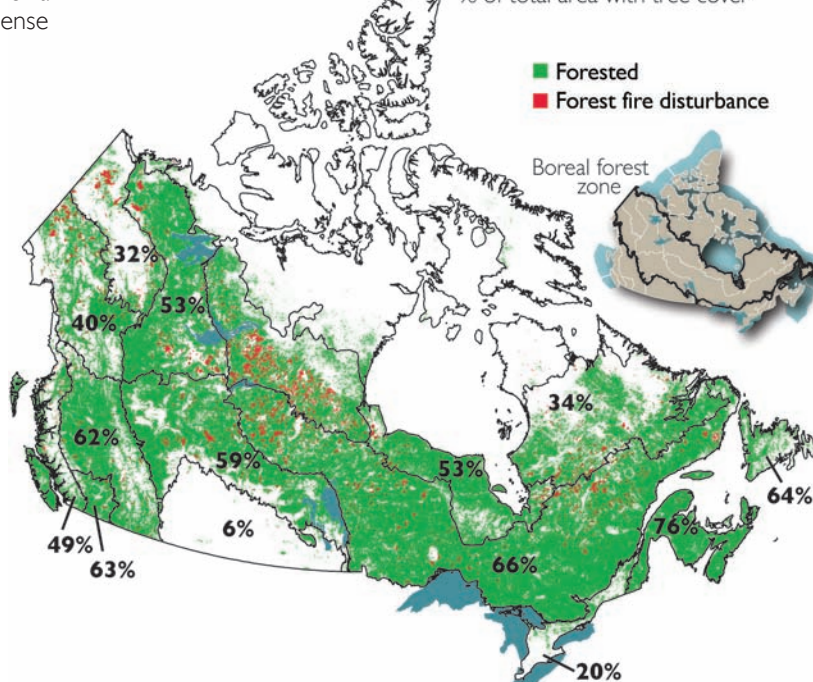 ense
% of total area with tree cover
Forested
Forest fire disturbance
Boreal forest
zone
32%
53%
40%
34%
62%
59%
53%
64%
6%
76%
49%
63%
66%
20%